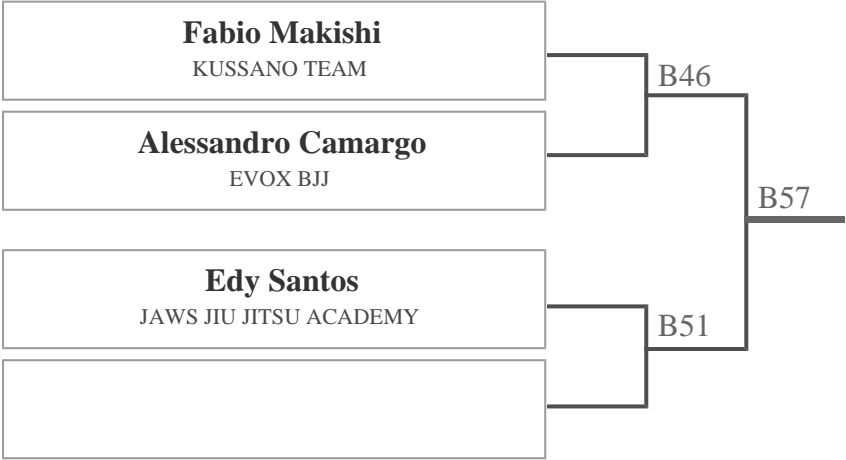 Fabio Makishi
KUSSANO TEAM
B46
Alessandro Camargo
EVOX BJJ
B57
Edy Santos
JAWS JIU JITSU ACADEMY
B51